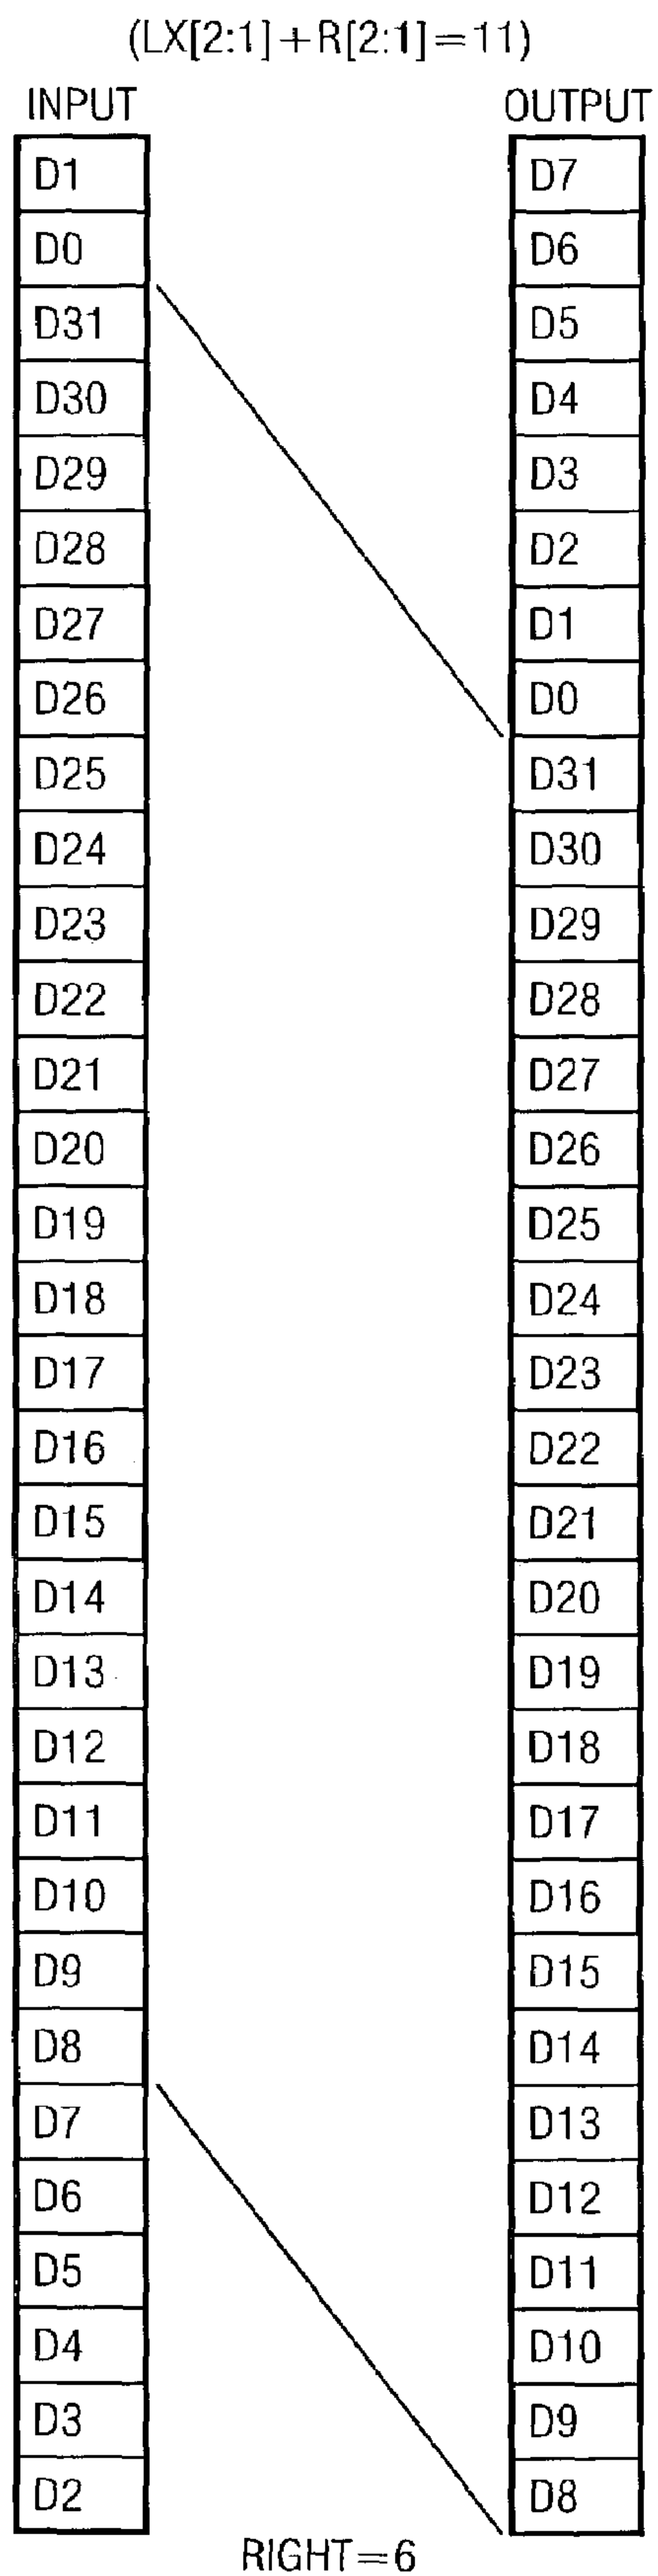 (LX[2:1]+R[2:1]=11)
INPUT OUTPUT
D1 D7
D0 D6
D31 D5
D30 D4
D29 D3
D28 D2
D27 D1
D26 D0
D25 D31
D24 D30
D23 D29
D22 D28
D21 D27
D20 D26
D19 D25
D18 D24
D17 D23
D16 D22
D15 D21
D14 D20
D13 D19
D12 D18
D11 D17
D10 D16
D9 D15
D8 D14
D7 D13
D6 D12
D5 D11
D4 D10
D3 D9
D2 D8
RIGHT=6